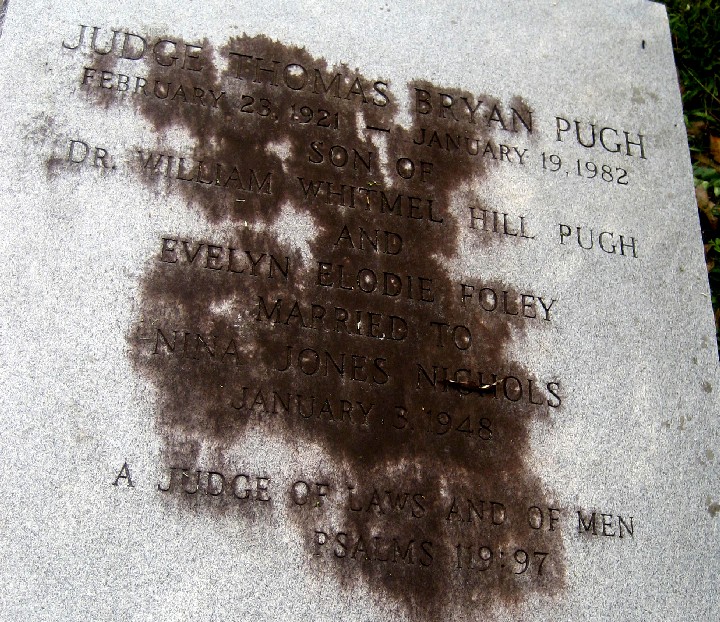 JUDGE THOMAS BRYAN PUGH
FEBRUARY 23, 1921 — JANUARY 19, 1982
SON OF
DR. WILLIAM WHITMEL HILL PUGH
AND
EVELYN ELODIE FOLEY
MARRIED TO
NINA JONES NICHOLS
JANUARY 3, 1948
A JUDGE OF LAWS AND OF MEN
PSALMS 119:97